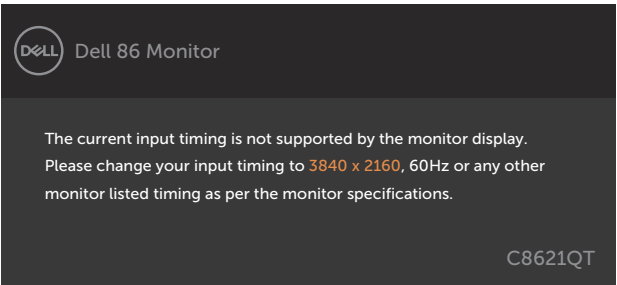 DELL
Dell 86 Monitor
The current input timing is not supported by the monitor display.
Please change your input timing to 3840 x 2160, 60Hz or any other
monitor listed timing as per the monitor specifications.
C8621QT